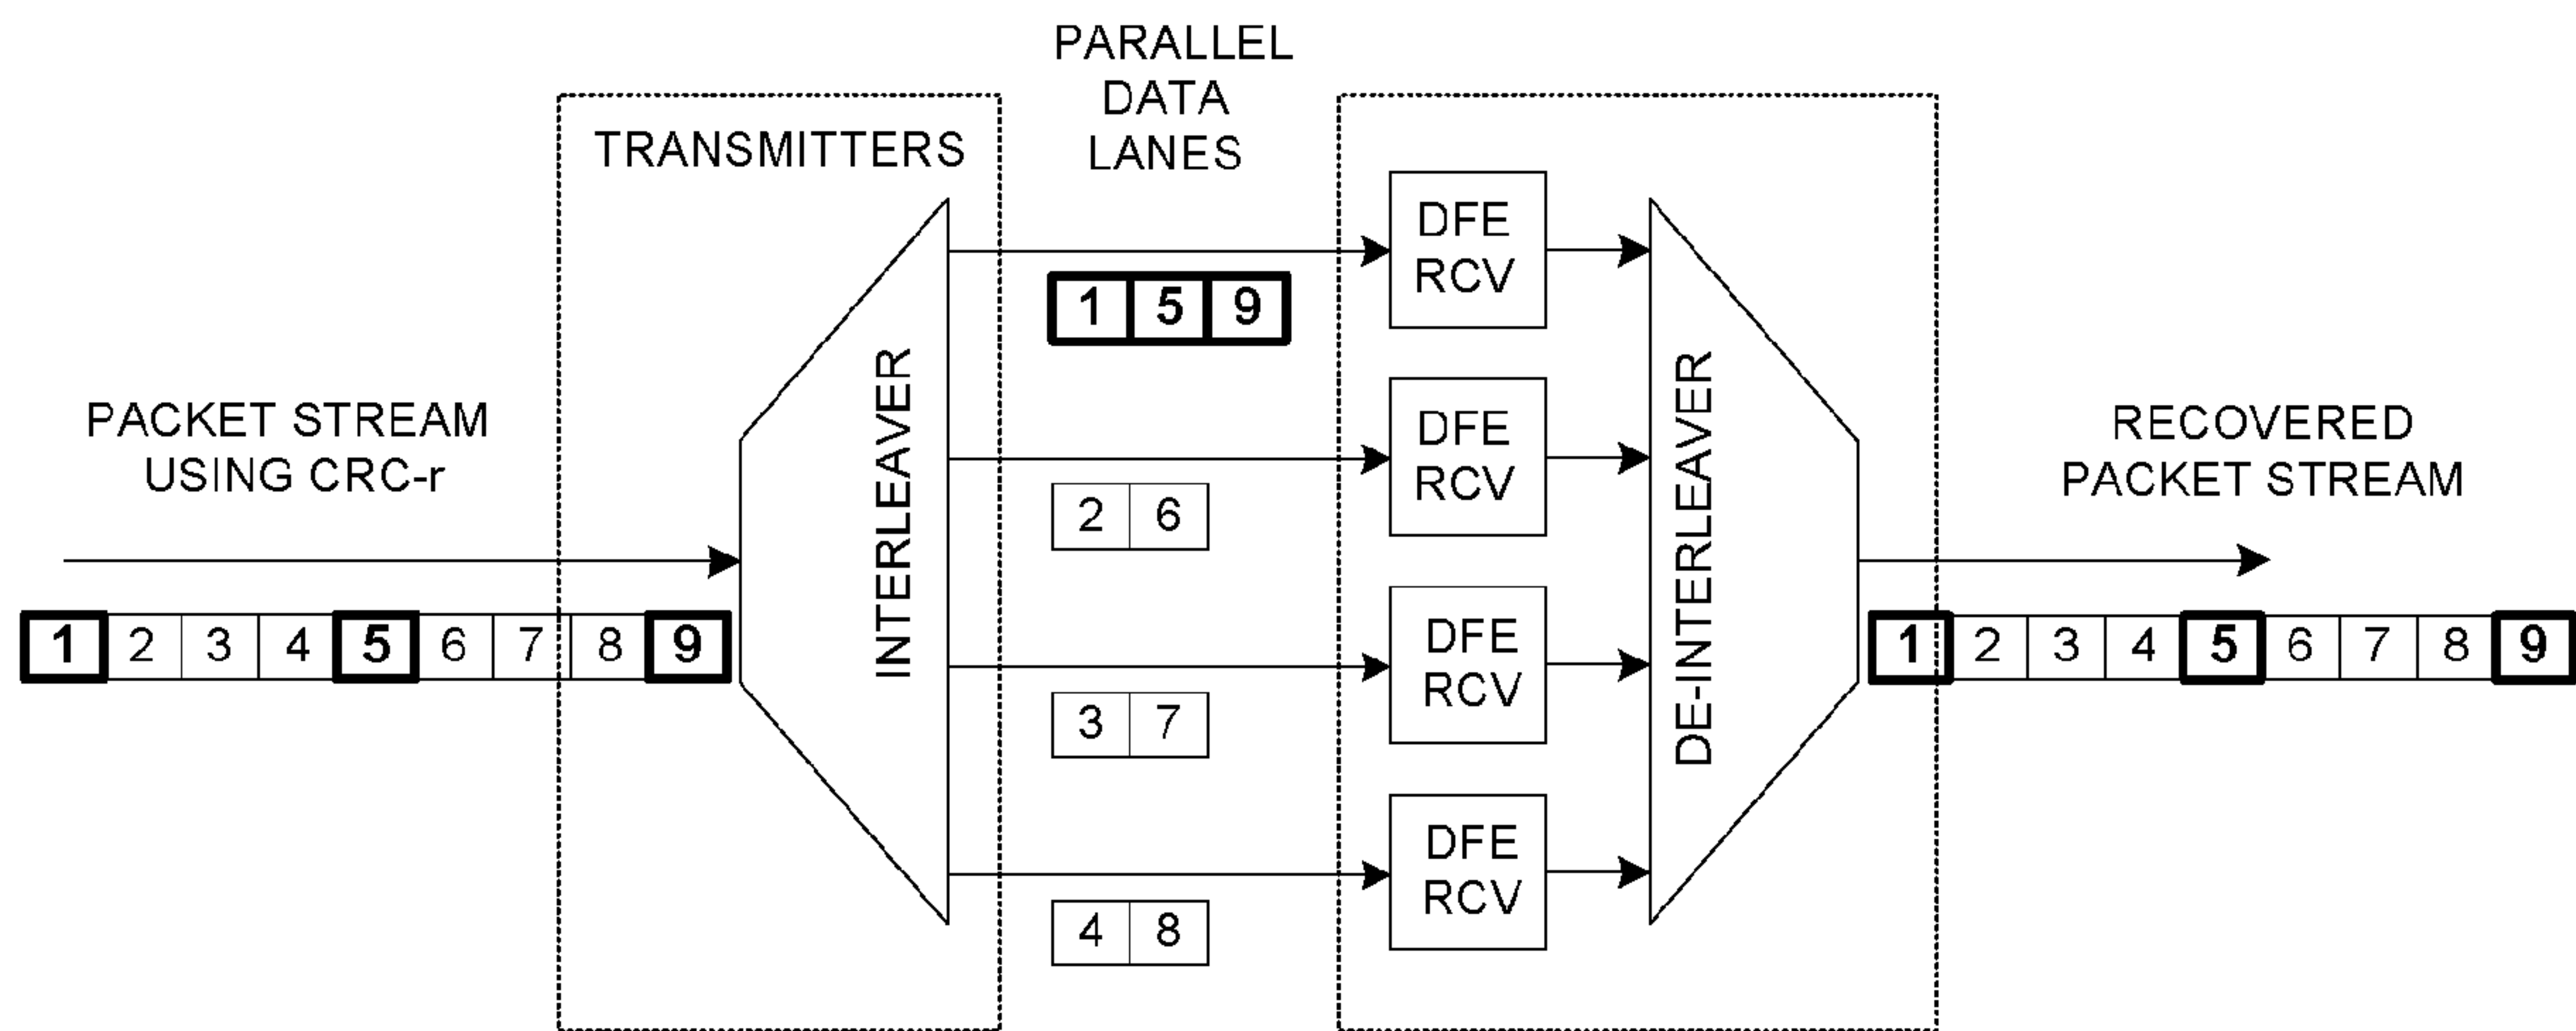 PARALLEL
DATA
LANES
TRANSMITTERS
PACKET STREAM
USING CRC-r
1 2 3 4 5 6 7 8 9
INTERLEAVER
1 5 9
2 6
3 7
4 8
DFE
RCV
DFE
RCV
DFE
RCV
DFE
RCV
DE-INTERLEAVER
RECOVERED
PACKET STREAM
1 2 3 4 5 6 7 8 9